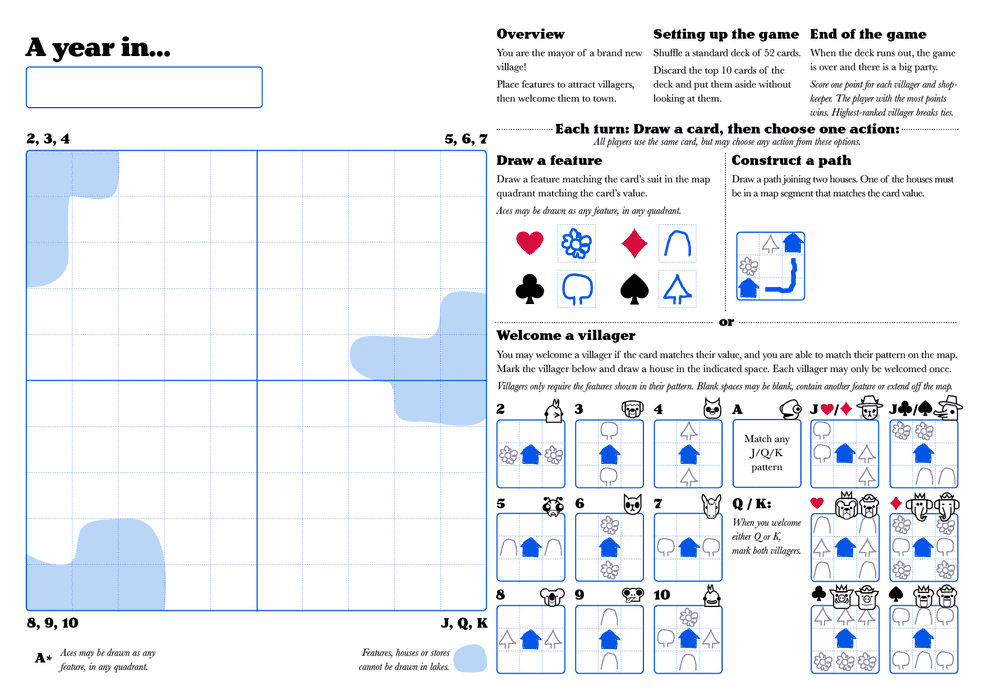 A year in...
2, 3, 4
5, 6, 7
8, 9, 10
J, Q, K
A*
Aces may be drawn as any
feature, in any quadrant.
Features, houses or stores
cannot be drawn in lakes.
Overview
You are the mayor of a brand new
village!
Place features to attract villagers,
then welcome them to town.
Setting up the game
Shuffle a standard deck of 52 cards.
Discard the top 10 cards of the
deck and put them aside without
looking at them.
End of the game
When the deck runs out, the game
is over and there is a big party.
Score one point for each villager and shop-
keeper. The player with the most points
wins. Highest-ranked villager breaks ties.
Each turn: Draw a card, then choose one action:
All players use the same card, but may choose any action from these options.
Draw a feature
Draw a feature matching the card's suit in the map
quadrant matching the card's value.
Aces may be drawn as any feature, in any quadrant.
Construct a path
Draw a path joining two houses. One of the houses must
be in a map segment that matches the card value.
or
Welcome a villager
You may welcome a villager if the card matches their value, and you are able to match their pattern on the map.
Mark the villager below and draw a house in the indicated space. Each villager may only be welcomed once.
Villagers only require the features shown in their pattern. Blank spaces may be blank, contain another feature or extend off the map.
2
3
4
A
J♥/♦
J♣/♠
Match any
J/Q/K
pattern
5
6
7
Q / K:
When you welcome
either Q or K,
mark both villagers.
♥
♦
8
9
10
♣
♠